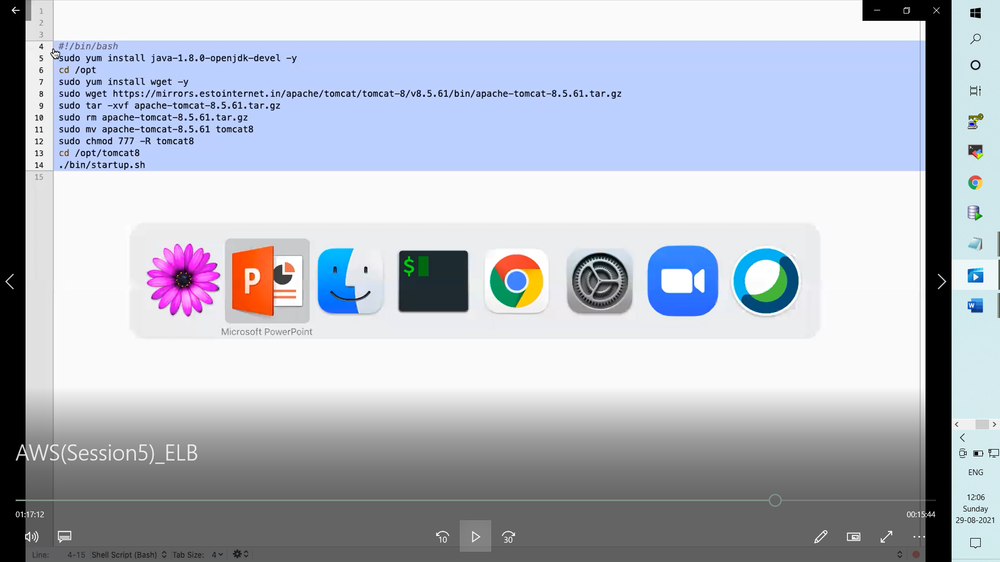 1
2
3
4 #!/bin/bash
5 sudo yum install java-1.8.0-openjdk-devel -y
6 cd /opt
7 sudo yum install wget -y
8 sudo wget https://mirrors.estointernet.in/apache/tomcat/tomcat-8/v8.5.61/bin/apache-tomcat-8.5.61.tar.gz
9 sudo tar -xvf apache-tomcat-8.5.61.tar.gz
10 sudo rm apache-tomcat-8.5.61.tar.gz
11 sudo mv apache-tomcat-8.5.61 tomcat8
12 sudo chmod 777 -R tomcat8
13 cd /opt/tomcat8
14 ./bin/startup.sh
15
P
$
Microsoft PowerPoint
W
AWS(Session5)_ELB
01:17:12
00:15:44
10
30
Line: 4-15 Shell Script (Bash) Tab Size: 4
ENG
12:06
Sunday
29-08-2021